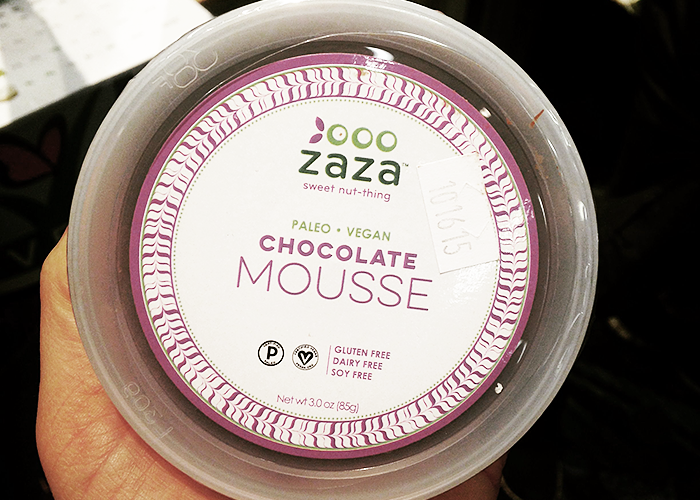 zaza™
sweet nut-thing
PALEO • VEGAN
CHOCOLATE
MOUSSE
101615
P
GLUTEN FREE
DAIRY FREE
SOY FREE
Net wt 3.0 oz (85g)